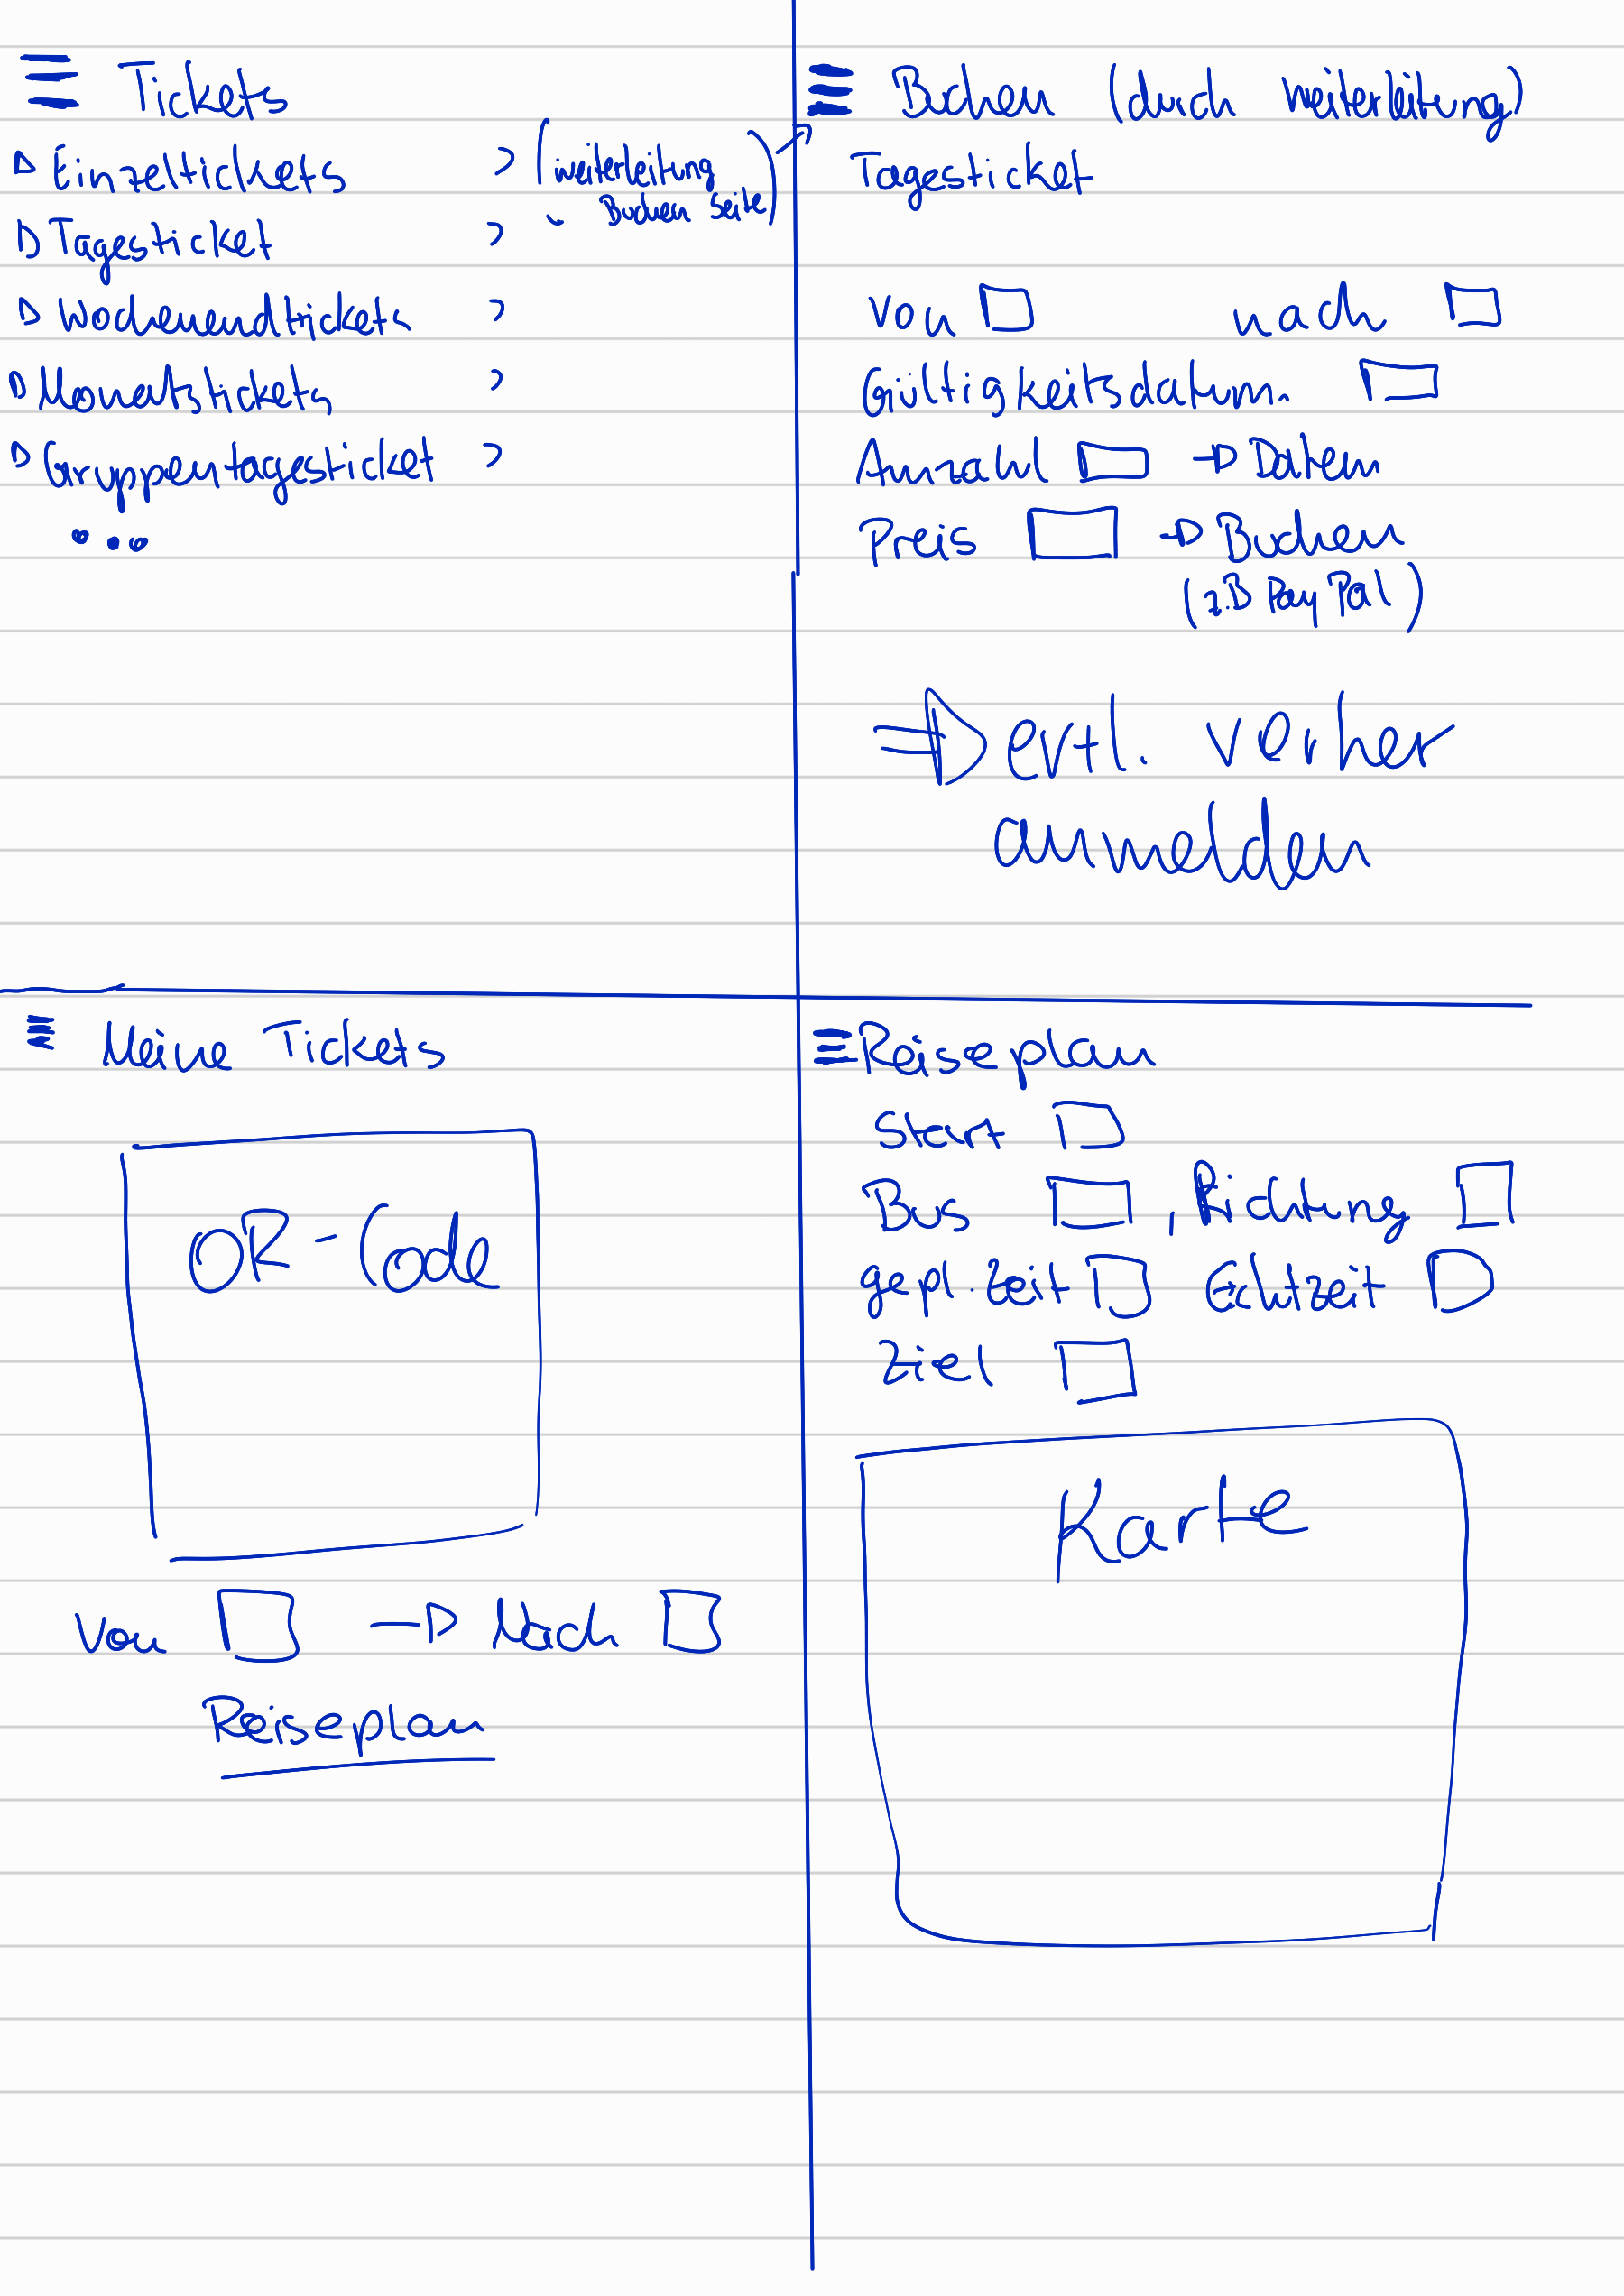 Tickets
Einzeltickets > (Weiterleitung
.. Buchen Seite)
Tagesticket >
Wochenendtickets >
Monatstickets >
Gruppentagesticket >
...
Buchen (durch Weiterleitung)
Tagesticket
von nach
Gültigkeitsdatum
Anzahl → Daten
Preis → Buchen
(z.B PayPal)
⇒ evtl. vorher
anmelden
Meine Tickets
QR-Code
Von → Nach
Reiseplan
Reiseplan
Start
Bus , Richtung
gepl. Zeit Echtzeit
Ziel
Karte